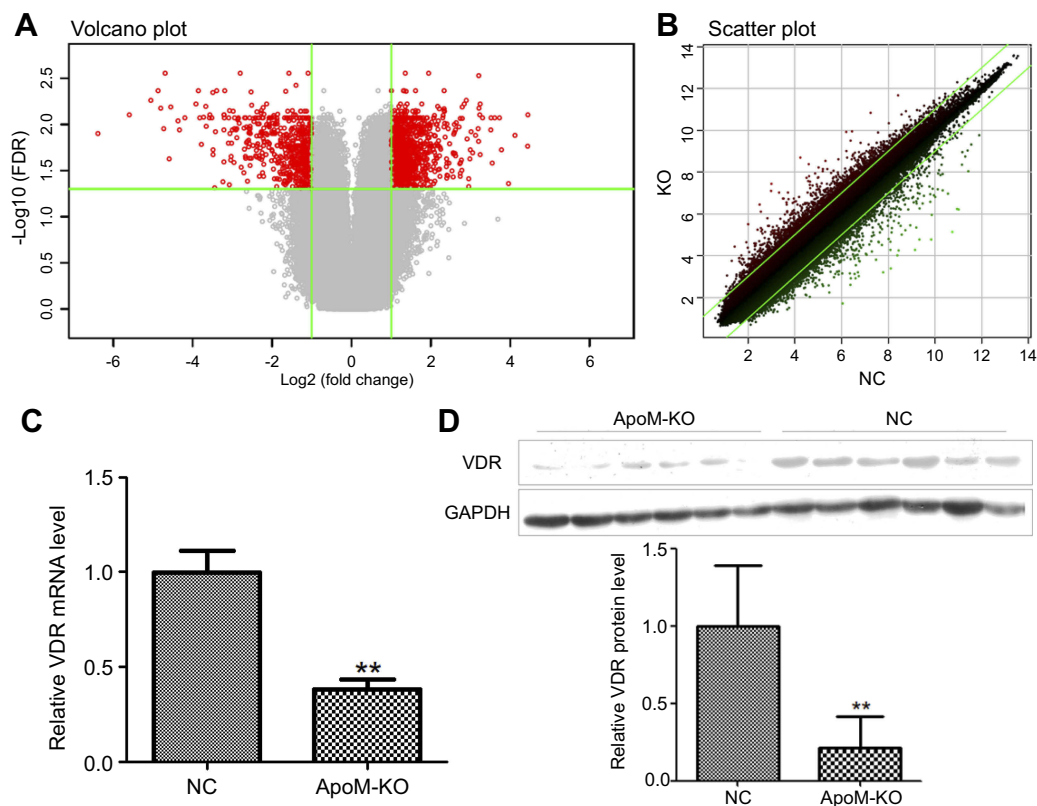 A Volcano plot
-Log10 (FDR)
2.5
2.0
1.5
1.0
0.5
0.0
-6 -4 -2 0 2 4 6
Log2 (fold change)
B Scatter plot
KO
14
12
10
8
6
4
2
2 4 6 8 10 12 14
NC
C
Relative VDR mRNA level
1.5
1.0
0.5
0.0
**
NC ApoM-KO
D
ApoM-KO NC
VDR
GAPDH
Relative VDR protein level
1.5
1.0
0.5
0.0
**
NC ApoM-KO